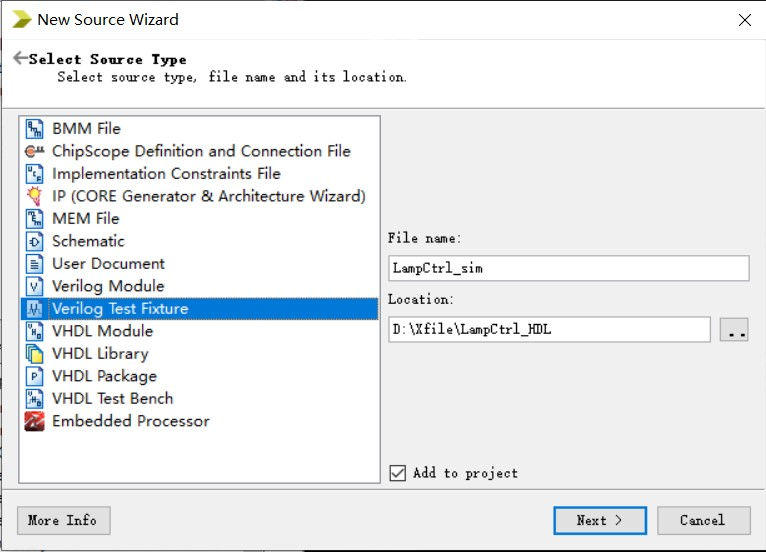 New Source Wizard
Select Source Type
Select source type, file name and its location.
BMM File
ChipScope Definition and Connection File
Implementation Constraints File
IP (CORE Generator & Architecture Wizard)
MEM File
Schematic
User Document
Verilog Module
Verilog Test Fixture
VHDL Module
VHDL Library
VHDL Package
VHDL Test Bench
Embedded Processor
File name:
LampCtrl_sim
Location:
D:\Xfile\LampCtrl_HDL
..
Add to project
More Info
Next >
Cancel